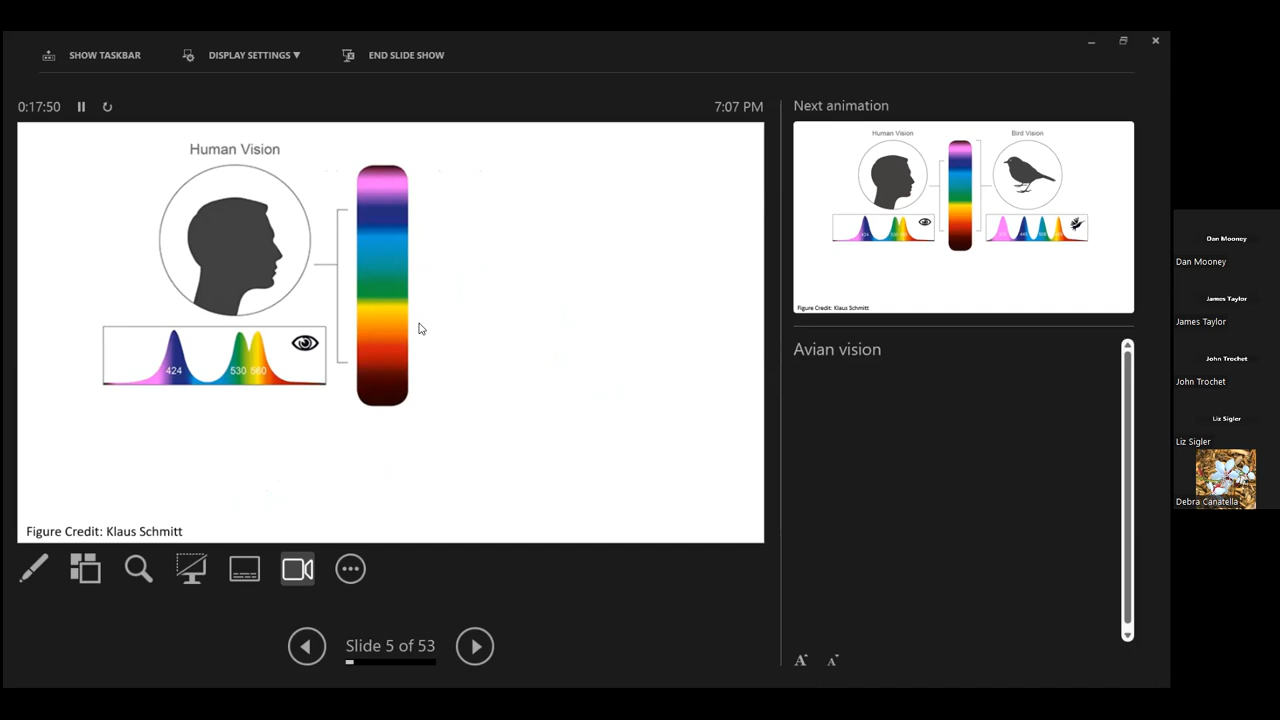 SHOW TASKBAR
DISPLAY SETTINGS ▼
END SLIDE SHOW
0:17:50
7:07 PM
Next animation
Human Vision
424
530
560
Figure Credit: Klaus Schmitt
Human Vision
Bird Vision
424
Figure Credit: Klaus Schmitt
Avian vision
Slide 5 of 53
A
A
Dan Mooney
Dan Mooney
James Taylor
James Taylor
John Trochet
John Trochet
Liz Sigler
Liz Sigler
Debra Canatella